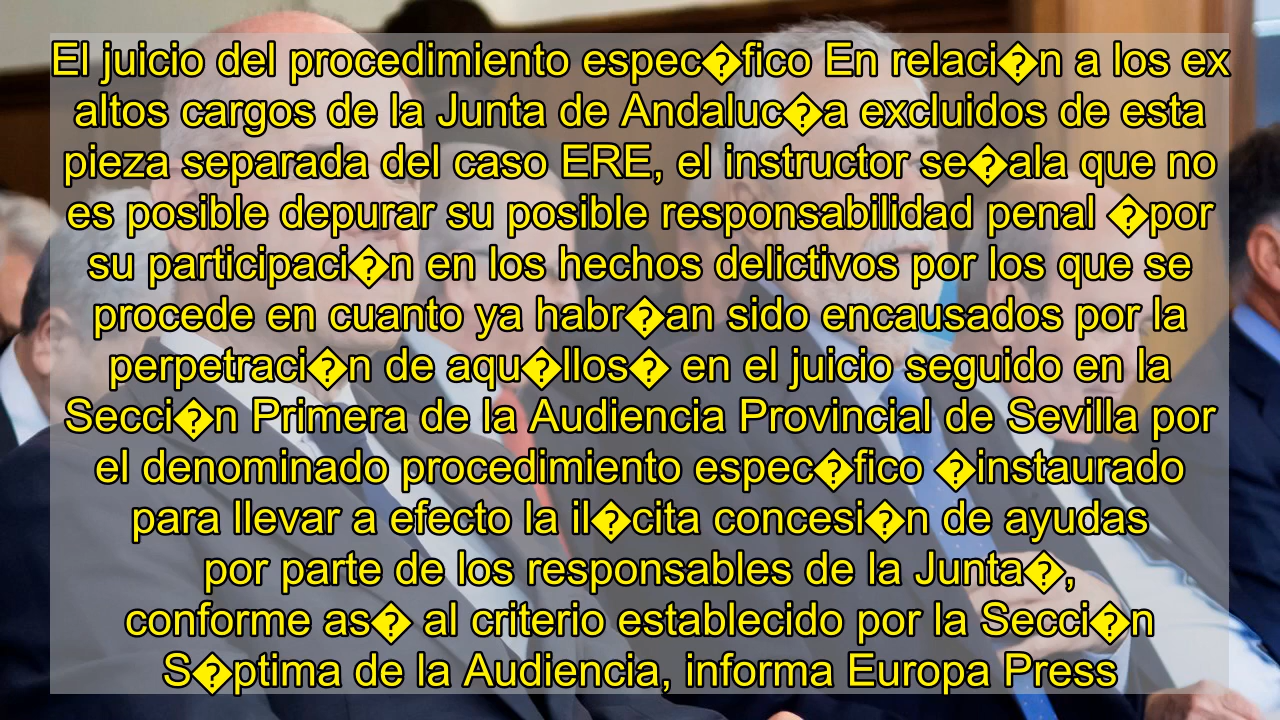 El juicio del procedimiento espec�fico En relaci�n a los ex
altos cargos de la Junta de Andaluc�a excluidos de esta
pieza separada del caso ERE, el instructor se�ala que no
es posible depurar su posible responsabilidad penal �por
su participaci�n en los hechos delictivos por los que se
procede en cuanto ya habr�an sido encausados por la
perpetraci�n de aqu�llos� en el juicio seguido en la
Secci�n Primera de la Audiencia Provincial de Sevilla por
el denominado procedimiento espec�fico �instaurado
para llevar a efecto la il�cita concesi�n de ayudas
por parte de los responsables de la Junta�,
conforme as� al criterio establecido por la Secci�n
S�ptima de la Audiencia, informa Europa Press